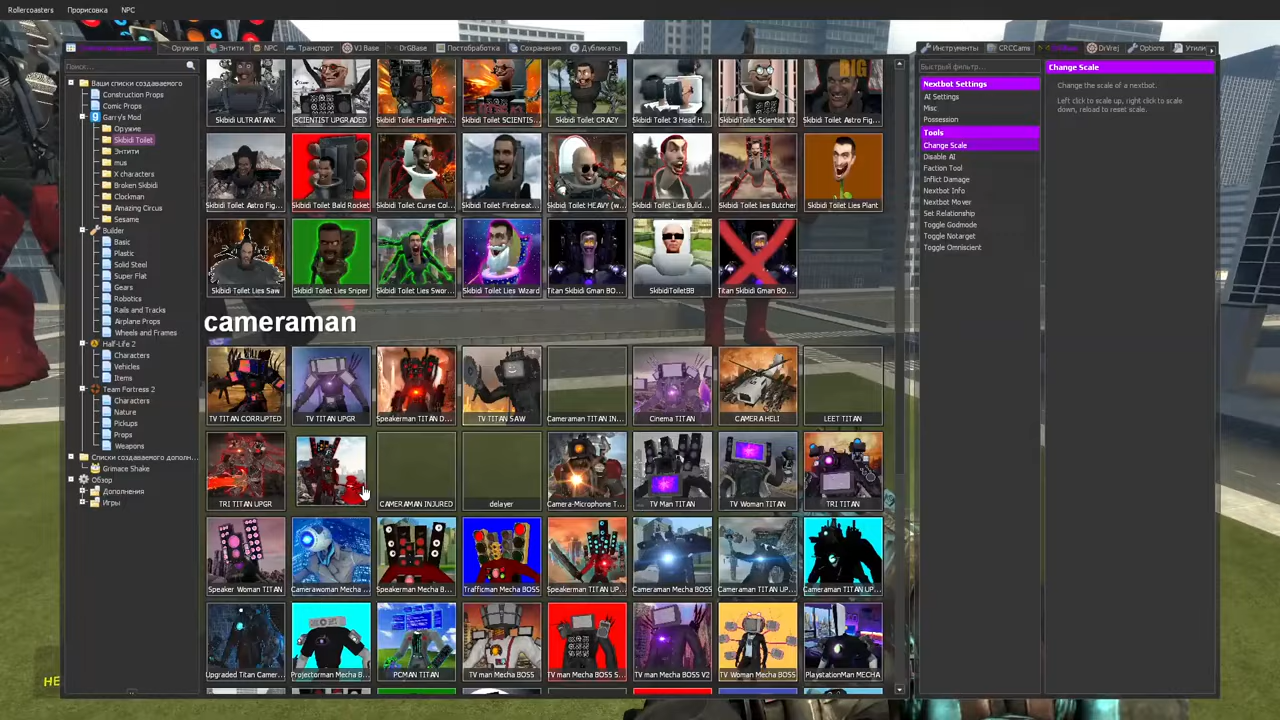 Rollercoasters Прорисовка NPC
Оружие Энтити NPC Транспорт VJ Base DrGBase Постобработка Сохранения Дубликаты
Инструменты CRCCams DrVrej Options Утили
Поиск...
Ваши списки создаваемого
Construction Props
Comic Props
Garry's Mod
Оружие
Skibidi Toilet
Энтити
mus
X characters
Broken Skibidi
Clockman
Amazing Circus
Sesame
Builder
Basic
Plastic
Solid Steel
Super Flat
Gears
Robotics
Rails and Tracks
Airplane Props
Wheels and Frames
Half-Life 2
Characters
Vehicles
Items
Team Fortress 2
Characters
Nature
Pickups
Props
Weapons
Списки создаваемого дополн...
Grimace Shake
Обзор
Дополнения
Игры
BIG
Skibidi ULTRATANK SCIENTIST UPGRADED Skibidi Toilet Flashlight... Skibidi Toilet SCIENTIS... Skibidi Toilet CRAZY Skibidi Toilet 3 Head H... SkibidiToilet Scientist V2 Skibidi Toilet Astro Fig...
Skibidi Toilet Astro Fig... Skibidi Toilet Bald Rocket Skibidi Toilet Curse Col... Skibidi Toilet Firebreat... Skibidi Toilet HEAVY (w... Skibidi Toilet Lies Build... Skibidi Toilet lies Butcher Skibidi Toilet Lies Plant
Skibidi Toilet Lies Saw Skibidi Toilet Lies Sniper Skibidi Toilet Lies Swor... Skibidi Toilet Lies Wizard Titan Skibidi Gman BO... SkibidiToiletBB Titan Skibidi Gman BO...
cameraman
TV TITAN CORRUPTED TV TITAN UPGR Speakerman TITAN D... TV TITAN SAW Cameraman TITAN IN... Cinema TITAN CAMERA HELI LEET TITAN
TRI TITAN UPGR CAMERAMAN INJURED delayer Camera-Microphone T... TV Man TITAN TV Woman TITAN TRI TITAN
Speaker Woman TITAN Camerawoman Mecha ... Speakerman Mecha B... Trafficman Mecha BOSS Speakerman TITAN UP... Cameraman Mecha BOSS Cameraman TITAN UP... Cameraman TITAN UP...
Upgraded Titan Camer... Projectorman Mecha B... PCMAN TITAN TV man Mecha BOSS TV man Mecha BOSS S... TV man Mecha BOSS V2 TV Woman Mecha BOSS PlaystationMan MECHA
Быстрый фильтр...
Nextbot Settings
AI Settings
Misc
Possession
Tools
Change Scale
Disable AI
Faction Tool
Inflict Damage
Nextbot Info
Nextbot Mover
Set Relationship
Toggle Godmode
Toggle Notarget
Toggle Omniscient
Change Scale
Change the scale of a nextbot.
Left click to scale up, right click to scale
down, reload to reset scale.
HE